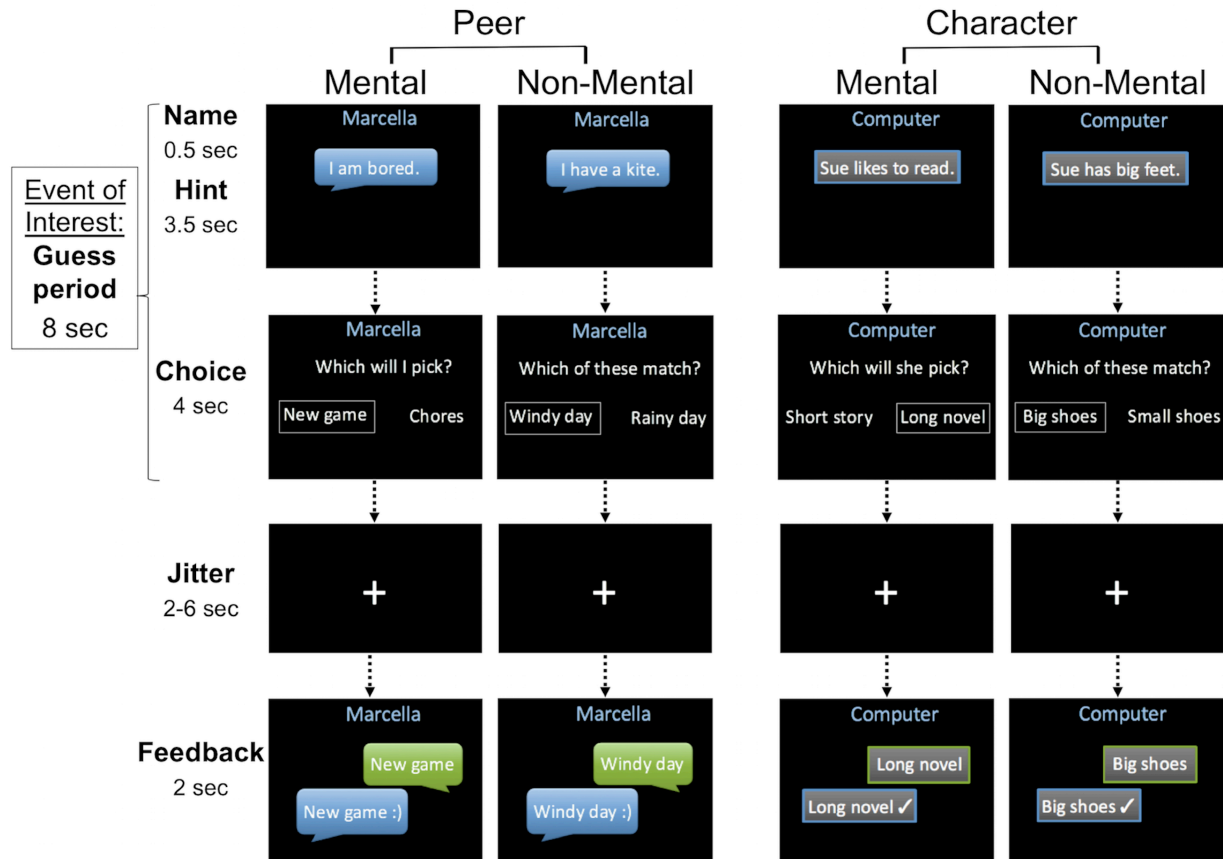 Peer Character
Mental Non-Mental Mental Non-Mental
Name
0.5 sec
Hint
3.5 sec
Event of
Interest:
Guess
period
8 sec
Marcella Marcella Computer Computer
I am bored. I have a kite. Sue likes to read. Sue has big feet.
Choice
4 sec
Marcella Marcella Computer Computer
Which will I pick? Which of these match? Which will she pick? Which of these match?
New game Chores Windy day Rainy day Short story Long novel Big shoes Small shoes
Jitter
2-6 sec
+ + + +
Feedback
2 sec
Marcella Marcella Computer Computer
New game Windy day Long novel Big shoes
New game :) Windy day :) Long novel ✓ Big shoes ✓